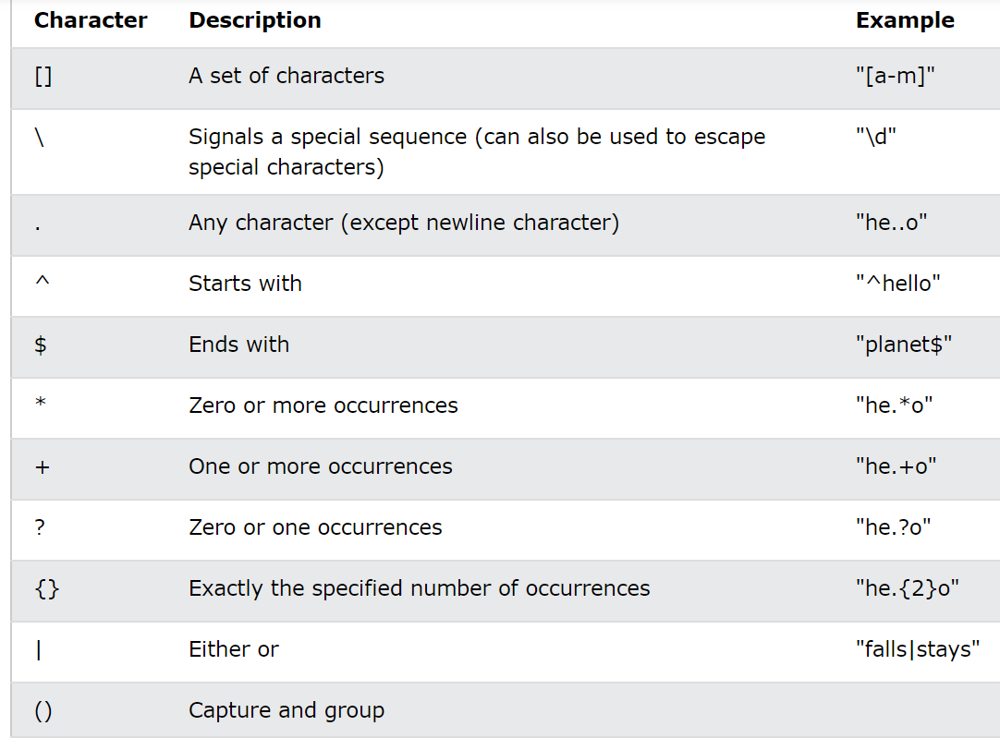 Character Description Example
[] A set of characters "[a-m]"
\ Signals a special sequence (can also be used to escape "\d"
special characters)
. Any character (except newline character) "he..o"
^ Starts with "^hello"
$ Ends with "planet$"
* Zero or more occurrences "he.*o"
+ One or more occurrences "he.+o"
? Zero or one occurrences "he.?o"
{} Exactly the specified number of occurrences "he.{2}o"
| Either or "falls|stays"
() Capture and group